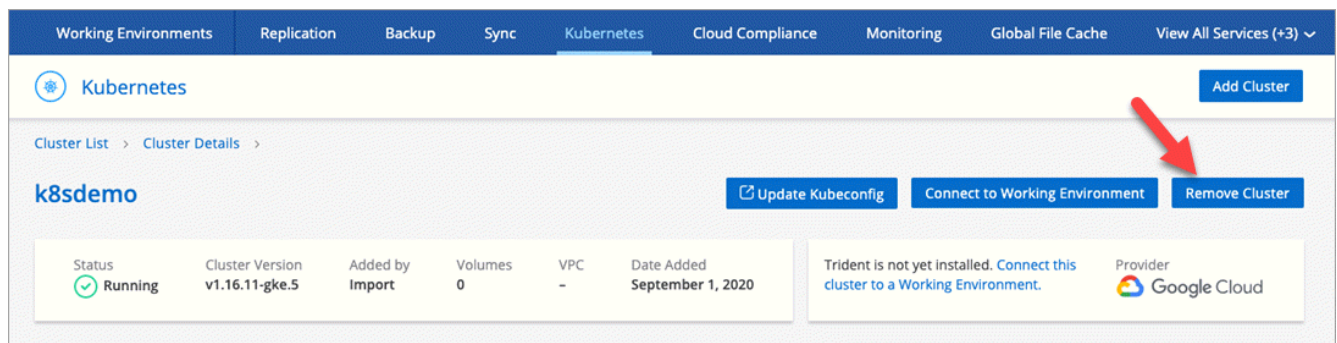 Working Environments Replication Backup Sync Kubernetes Cloud Compliance Monitoring Global File Cache View All Services (+3)
Kubernetes Add Cluster
Cluster List > Cluster Details >
k8sdemo Update Kubeconfig Connect to Working Environment Remove Cluster
Status Cluster Version Added by Volumes VPC Date Added
Running v1.16.11-gke.5 Import 0 – September 1, 2020
Trident is not yet installed. Connect this
cluster to a Working Environment.
Provider
Google Cloud